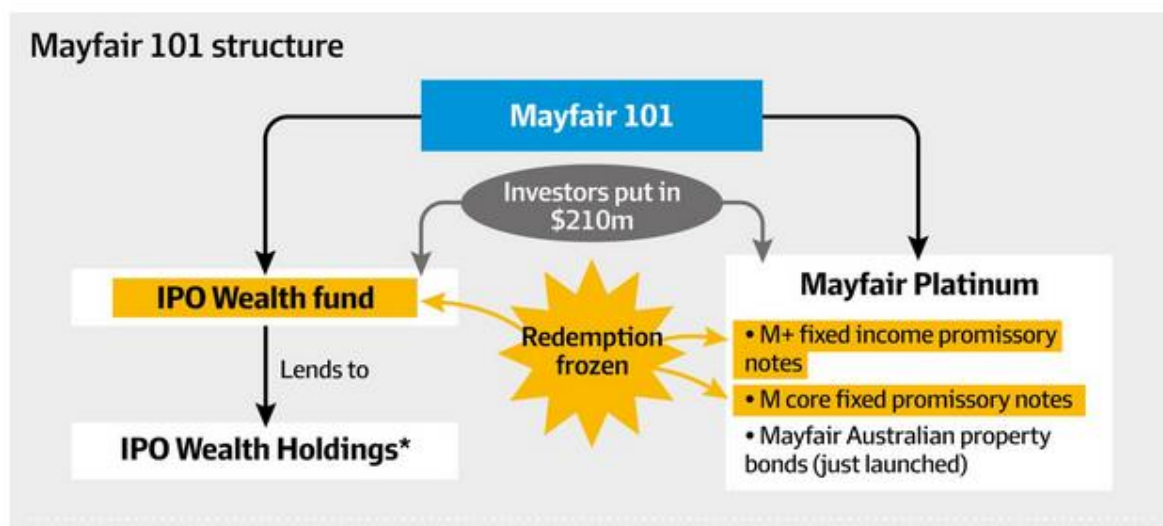 Mayfair 101 structure
Mayfair 101
Investors put in
$210m
IPO Wealth fund
Lends to
IPO Wealth Holdings*
Redemption
frozen
Mayfair Platinum
• M+ fixed income promissory
notes
• M core fixed promissory notes
• Mayfair Australian property
bonds (just launched)